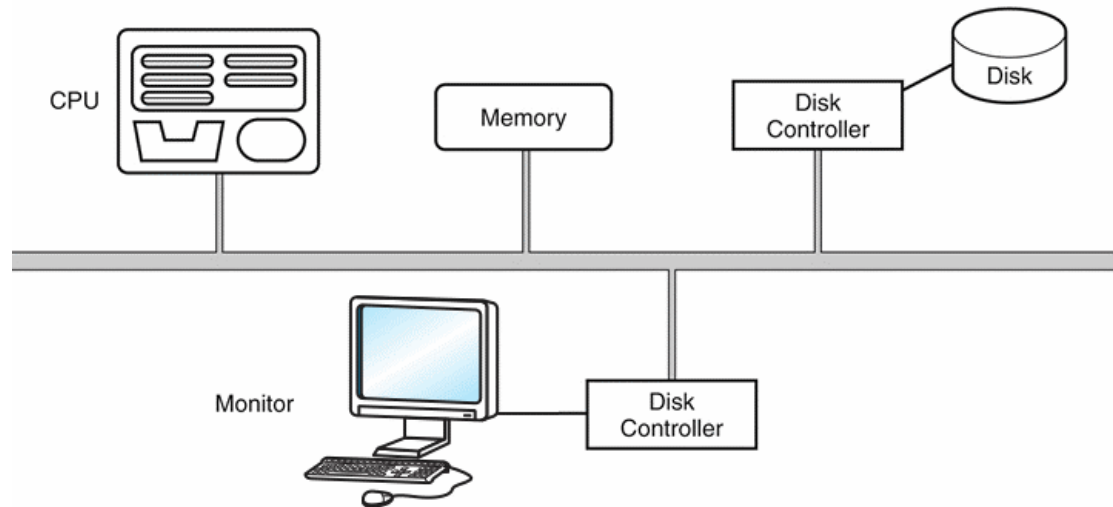 CPU
Memory
Disk
Controller
Disk
Monitor
Disk
Controller